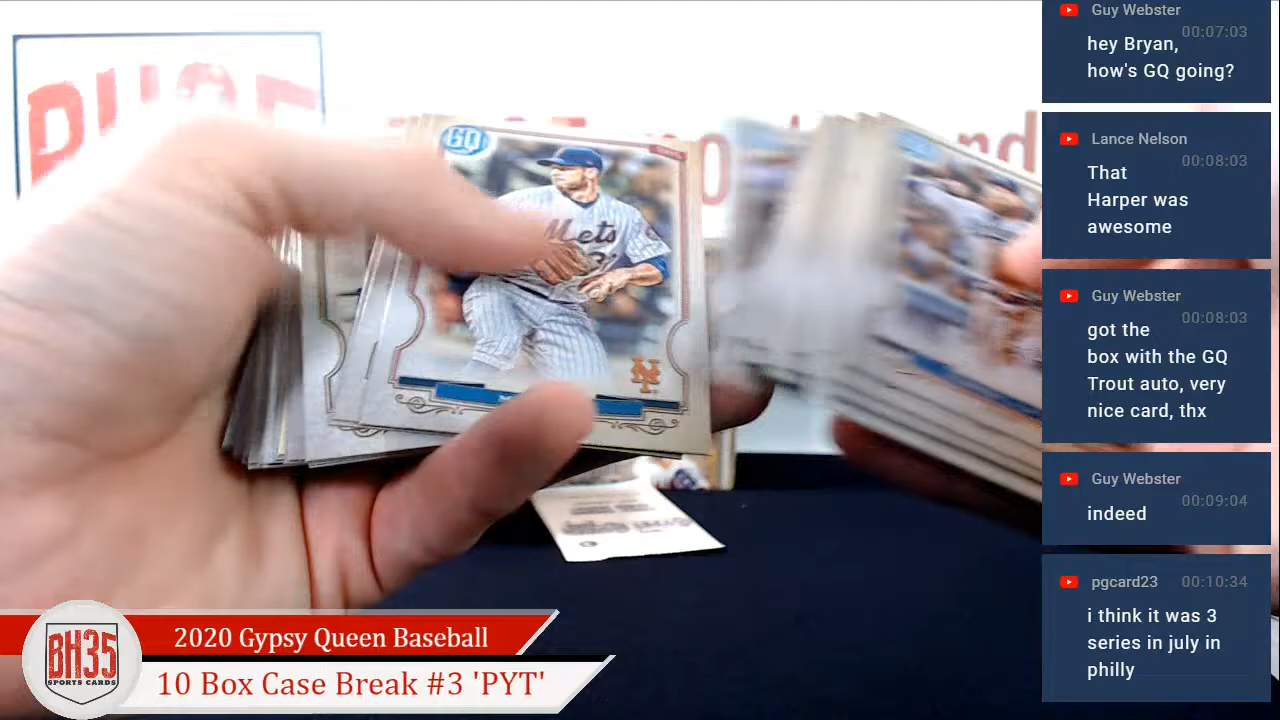 Guy Webster
00:07:03
hey Bryan,
how's GQ going?
Lance Nelson
00:08:03
That
Harper was
awesome
Guy Webster
00:08:03
got the
box with the GQ
Trout auto, very
nice card, thx
Guy Webster
00:09:04
indeed
pgcard23 00:10:34
i think it was 3
series in july in
philly
GQ
Mets
NY
BH35
2020 Gypsy Queen Baseball
10 Box Case Break #3 'PYT'
BH35
SPORTS CARDS